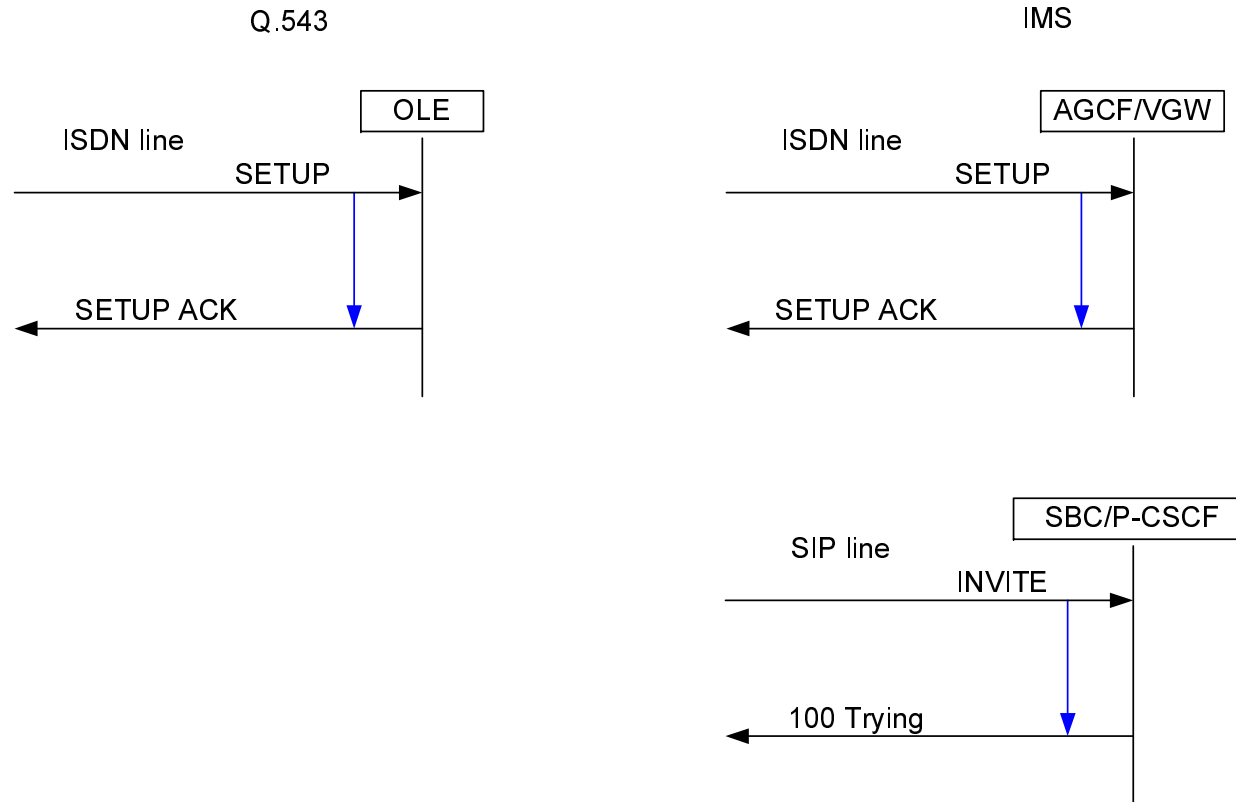 Q.543
IMS
OLE
ISDN line
SETUP
SETUP ACK
AGCF/VGW
ISDN line
SETUP
SETUP ACK
SBC/P-CSCF
SIP line
INVITE
100 Trying